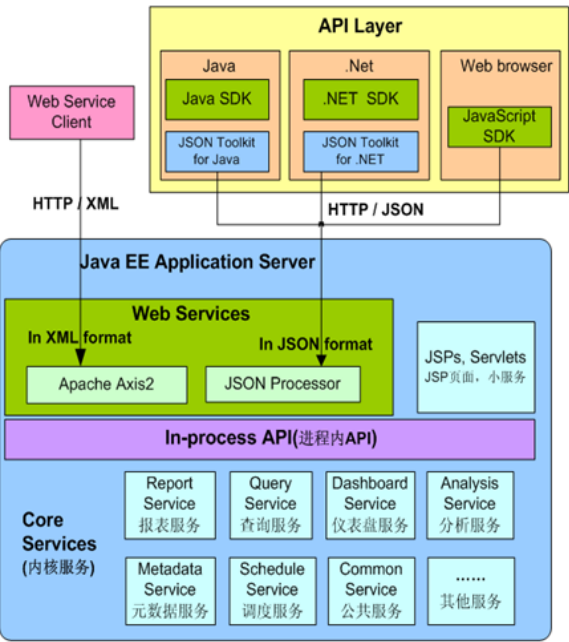 API Layer
Java
.Net
Web browser
Java SDK
.NET  SDK
JavaScript
SDK
JSON Toolkit
for Java
JSON Toolkit
for .NET
Web Service
Client
HTTP / XML
HTTP / JSON
Java EE Application Server
Web Services
In XML format
In JSON format
Apache Axis2
JSON Processor
JSPs, Servlets
JSP页面，小服务
In-process API(进程内API)
Core
Services
(内核服务)
Report
Service
报表服务
Query
Service
查询服务
Dashboard
Service
仪表盘服务
Analysis
Service
分析服务
Metadata
Service
元数据服务
Schedule
Service
调度服务
Common
Service
公共服务
……
其他服务